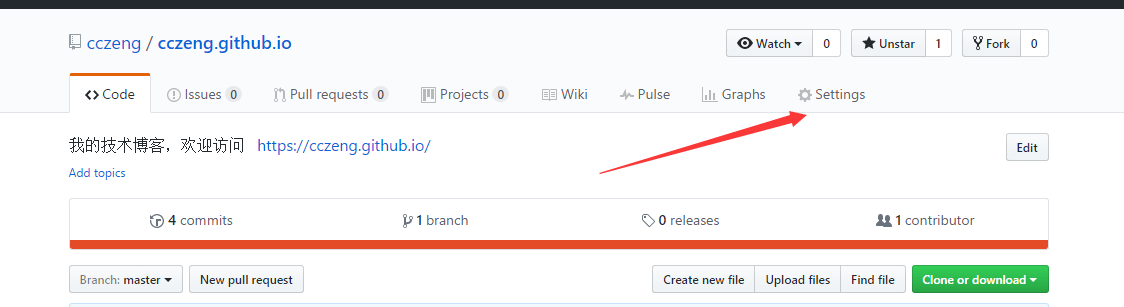 cczeng / cczeng.github.io
Watch 0 Unstar 1 Fork 0
Code Issues 0 Pull requests 0 Projects 0 Wiki Pulse Graphs Settings
我的技术博客，欢迎访问 https://cczeng.github.io/ Edit
Add topics
4 commits 1 branch 0 releases 1 contributor
Branch: master New pull request Create new file Upload files Find file Clone or download